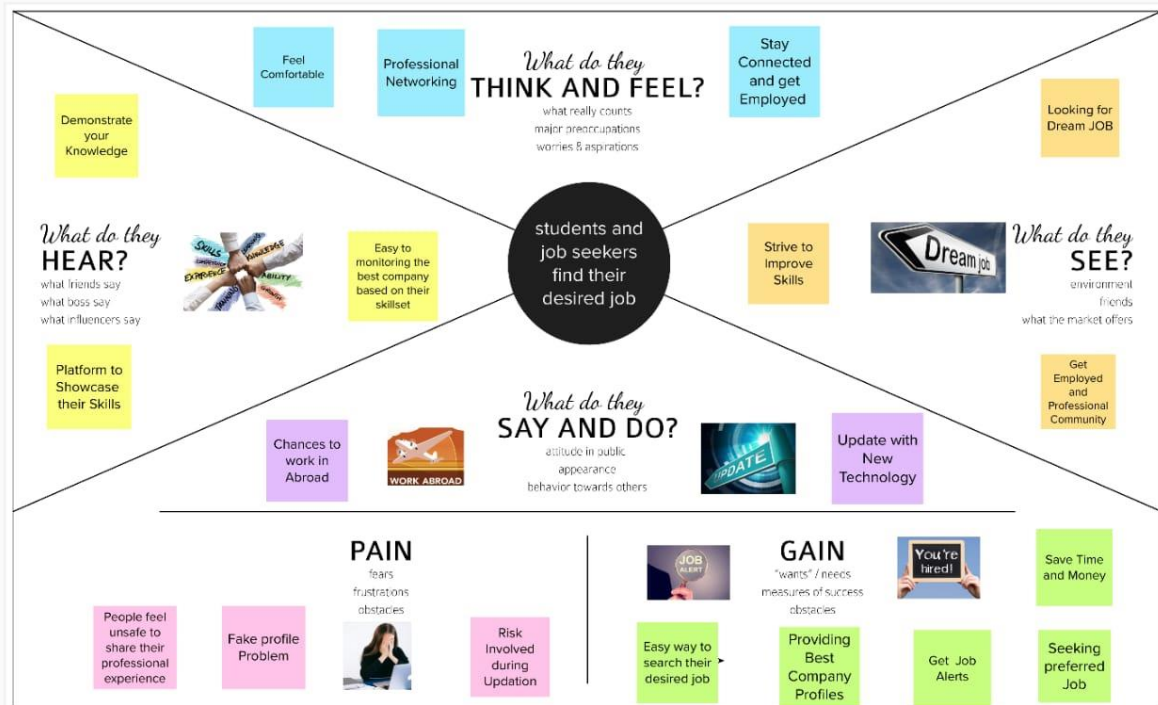 Feel
Comfortable
Professional
Networking
What do they
THINK AND FEEL?
what really counts
major preoccupations
worries & aspirations
Stay
Connected
and get
Employed
Demonstrate
your
Knowledge
Looking for
Dream JOB
What do they
HEAR?
what friends say
what boss say
what influencers say
SKILLS
KNOWLEDGE
EXPERIENCE
ABILITY
Easy to
monitoring the
best company
based on their
skillset
students and
job seekers
find their
desired job
Strive to
Improve
Skills
Dream job
What do they
SEE?
environment
friends
what the market offers
Platform to
Showcase
their Skills
Get
Employed
and
Professional
Community
Chances to
work in
Abroad
WORK ABROAD
What do they
SAY AND DO?
attitude in public
appearance
behavior towards others
UPDATE
Update with
New
Technology
PAIN
fears
frustrations
obstacles
People feel
unsafe to
share their
professional
experience
Fake profile
Problem
Risk
Involved
during
Updation
JOB
ALERT
GAIN
"wants" / needs
measures of success
obstacles
You're
hired!
Save Time
and Money
Easy way to
search their
desired job
Providing
Best
Company
Profiles
Get Job
Alerts
Seeking
preferred
Job